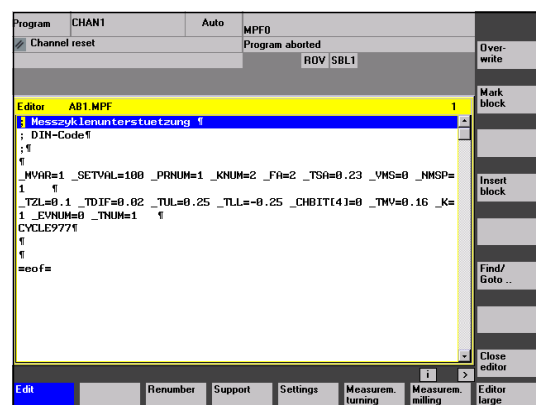 Program CHAN1 Auto MPF0
Channel reset Program aborted
ROV SBL1
Editor AB1.MPF 1
; Messzyklenunterstuetzung ¶
; DIN-Code¶
;¶
¶
_MVAR=1 _SETVAL=100 _PRNUM=1 _KNUM=2 _FA=2 _TSA=0.23 _VMS=0 _NMSP=
1 ¶
_TZL=0.1 _TDIF=0.02 _TUL=0.25 _TLL=-0.25 _CHBIT[4]=0 _TMV=0.16 _K=
1 _EVNUM=0 _TNUM=1 ¶
CYCLE977¶
¶
¶
=eof=
i >
Over-
write
Mark
block
Insert
block
Find/
Goto ..
Close
editor
Edit Renumber Support Settings Measurem. turning Measurem. milling Editor large